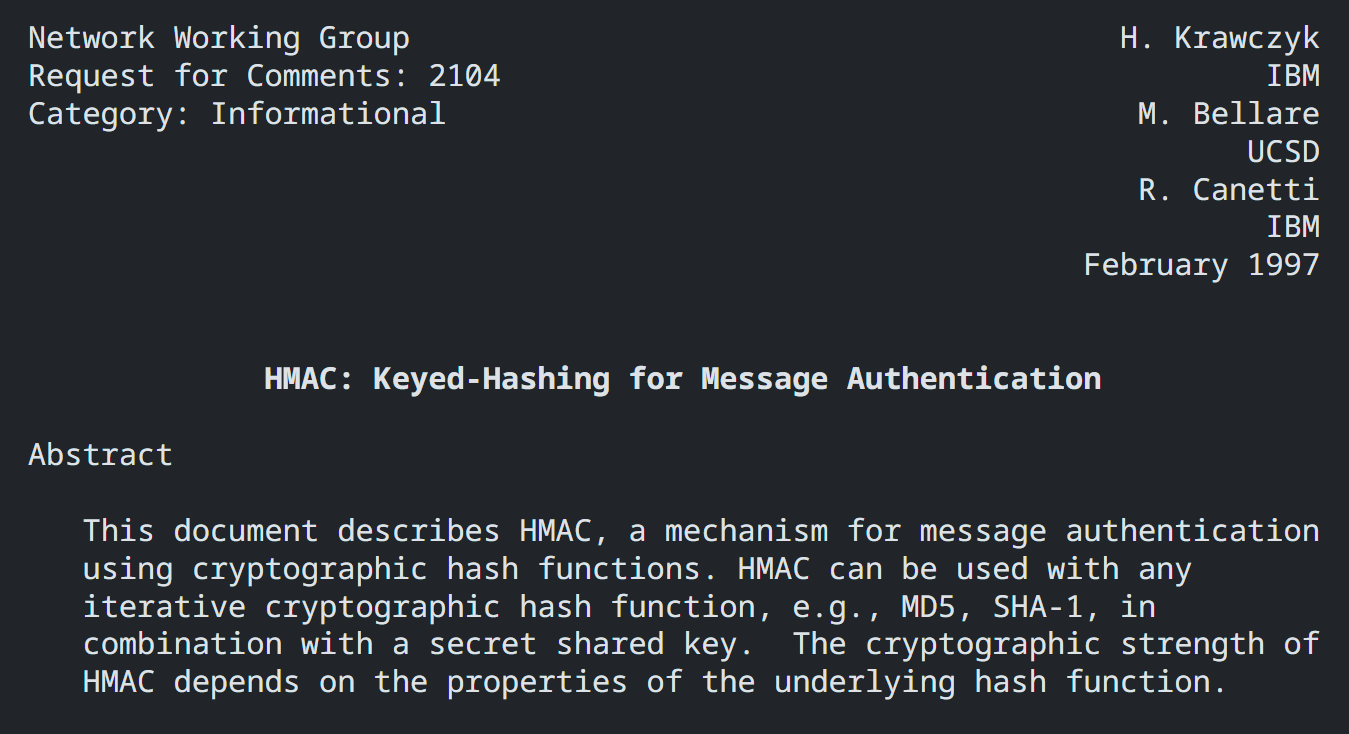 Network Working Group H. Krawczyk
Request for Comments: 2104 IBM
Category: Informational M. Bellare
UCSD
R. Canetti
IBM
February 1997
HMAC: Keyed-Hashing for Message Authentication
Abstract
This document describes HMAC, a mechanism for message authentication
using cryptographic hash functions. HMAC can be used with any
iterative cryptographic hash function, e.g., MD5, SHA-1, in
combination with a secret shared key.  The cryptographic strength of
HMAC depends on the properties of the underlying hash function.